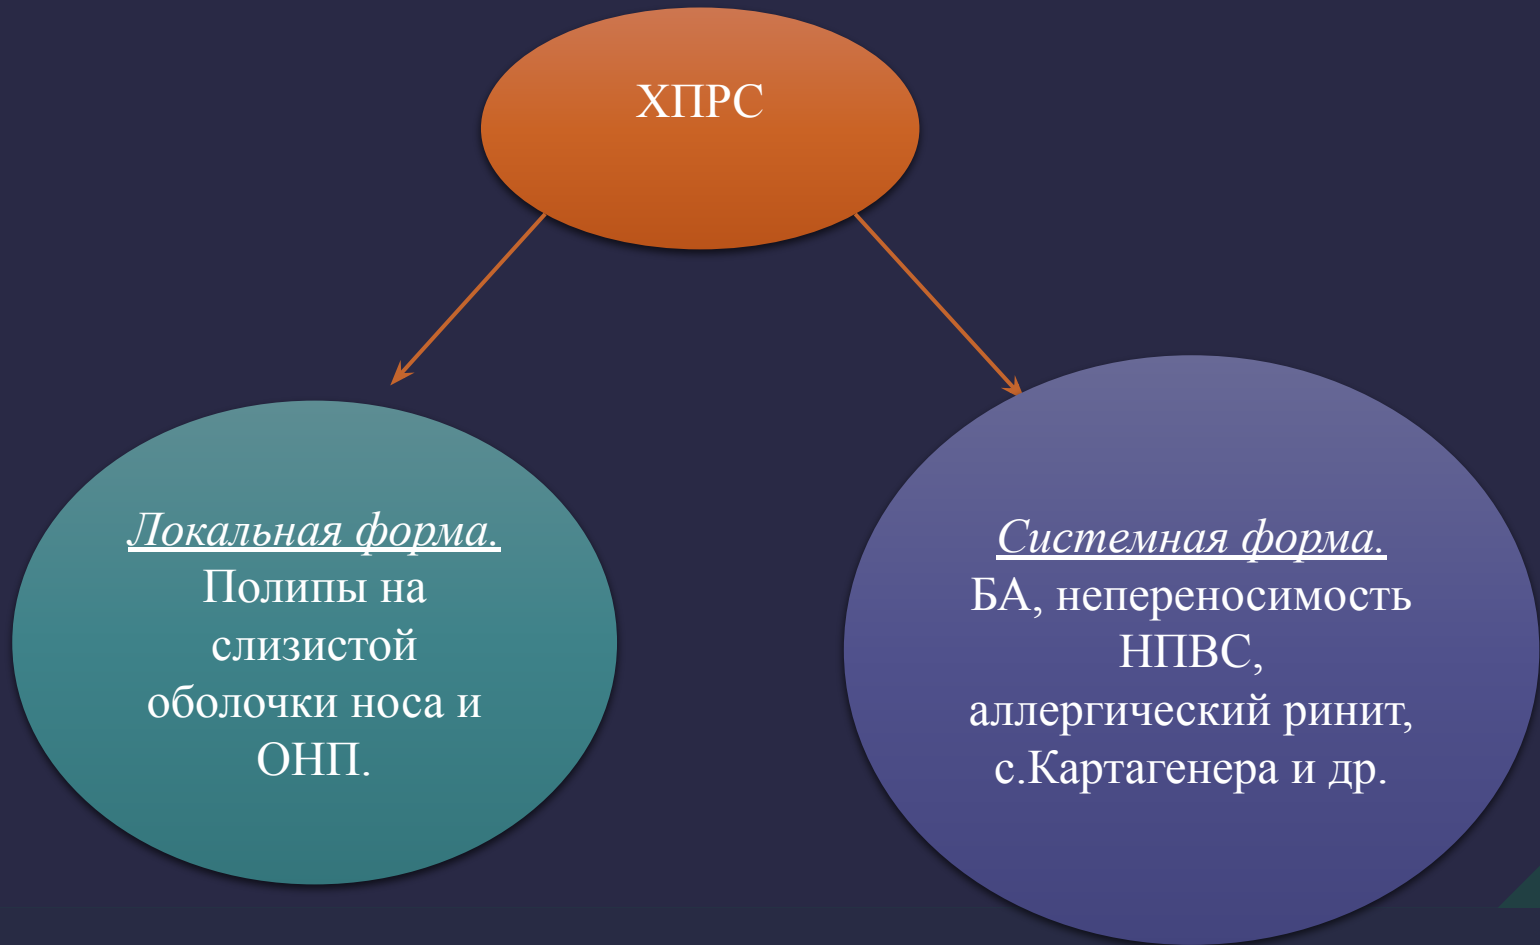 ХПРС
Локальная форма.
Полипы на
слизистой
оболочки носа и
ОНП.
Системная форма.
БА, непереносимость
НПВС,
аллергический ринит,
с.Картагенера и др.